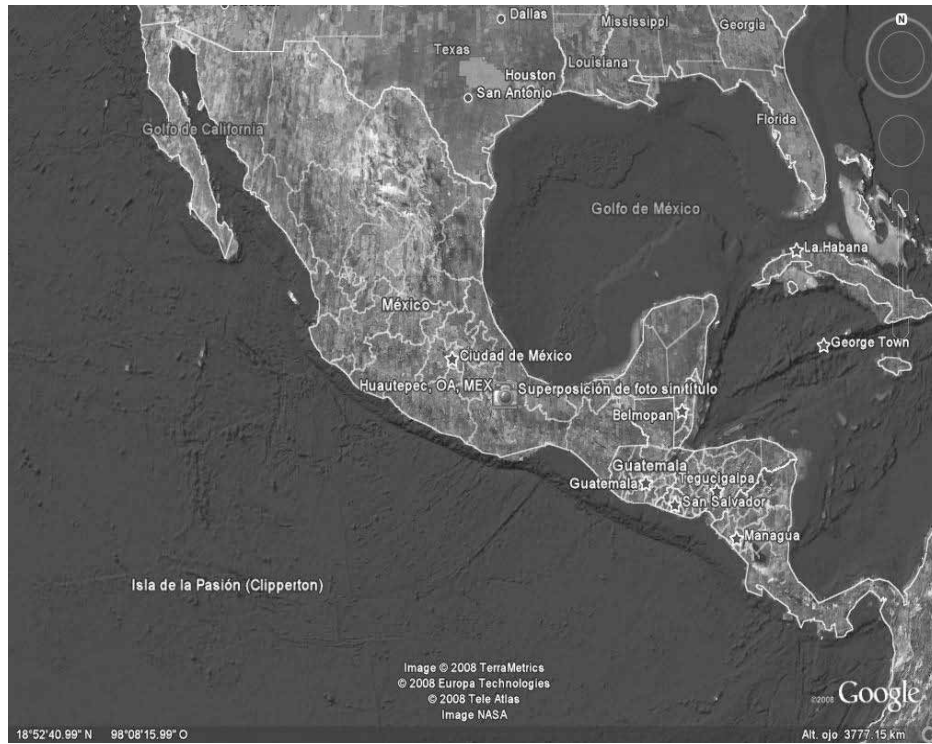 Dallas
Mississippi
Georgia
Texas
Louisiana
Houston
San Antonio
Florida
Golfo de California
Golfo de México
La Habana
México
George Town
Ciudad de México
Huautepec, OA, MEX
Superposición de foto sin título
Belmopan
Guatemala
Tegucigalpa
Guatemala
San Salvador
Managua
Isla de la Pasión (Clipperton)
Image © 2008 TerraMetrics
© 2008 Europa Technologies
© 2008 Tele Atlas
Image NASA
©2008 Google
18°52'40.99" N 98°08'15.99" O
Alt. ojo 3777.15 km
N